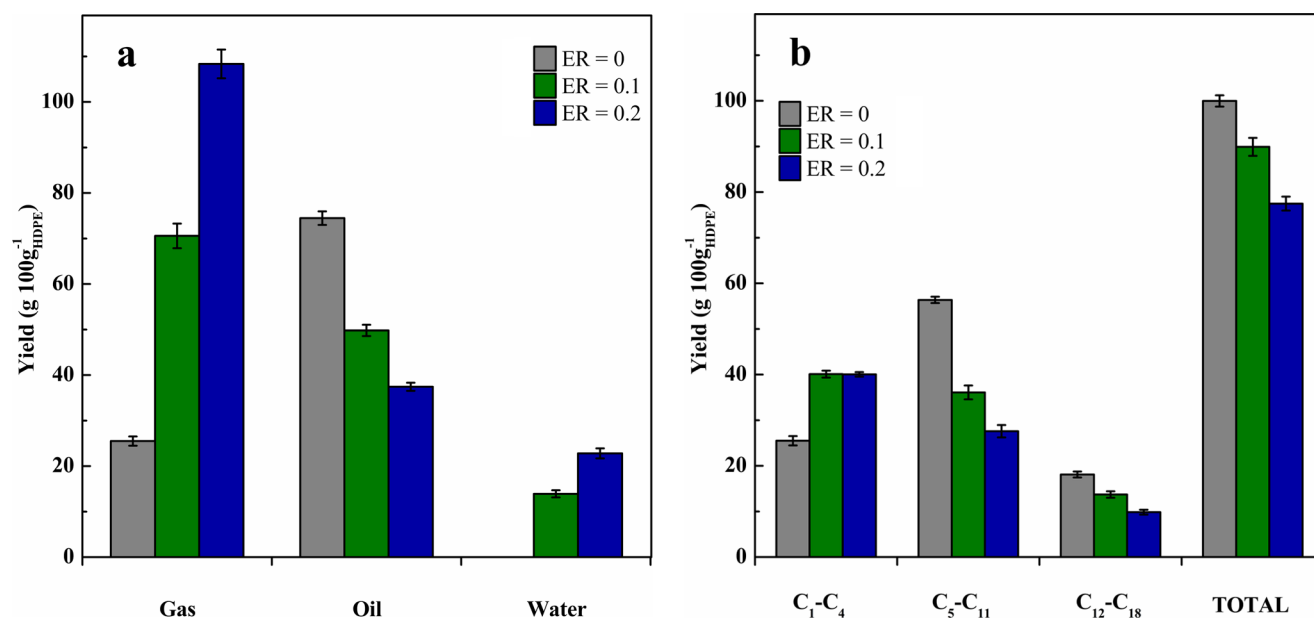 a
ER = 0
ER = 0.1
ER = 0.2
100
80
60
40
20
0
Yield (g 100g⁻¹HDPE)
Gas Oil Water
b
ER = 0
ER = 0.1
ER = 0.2
100
80
60
40
20
0
Yield (g 100g⁻¹HDPE)
C₁-C₄ C₅-C₁₁ C₁₂-C₁₈ TOTAL